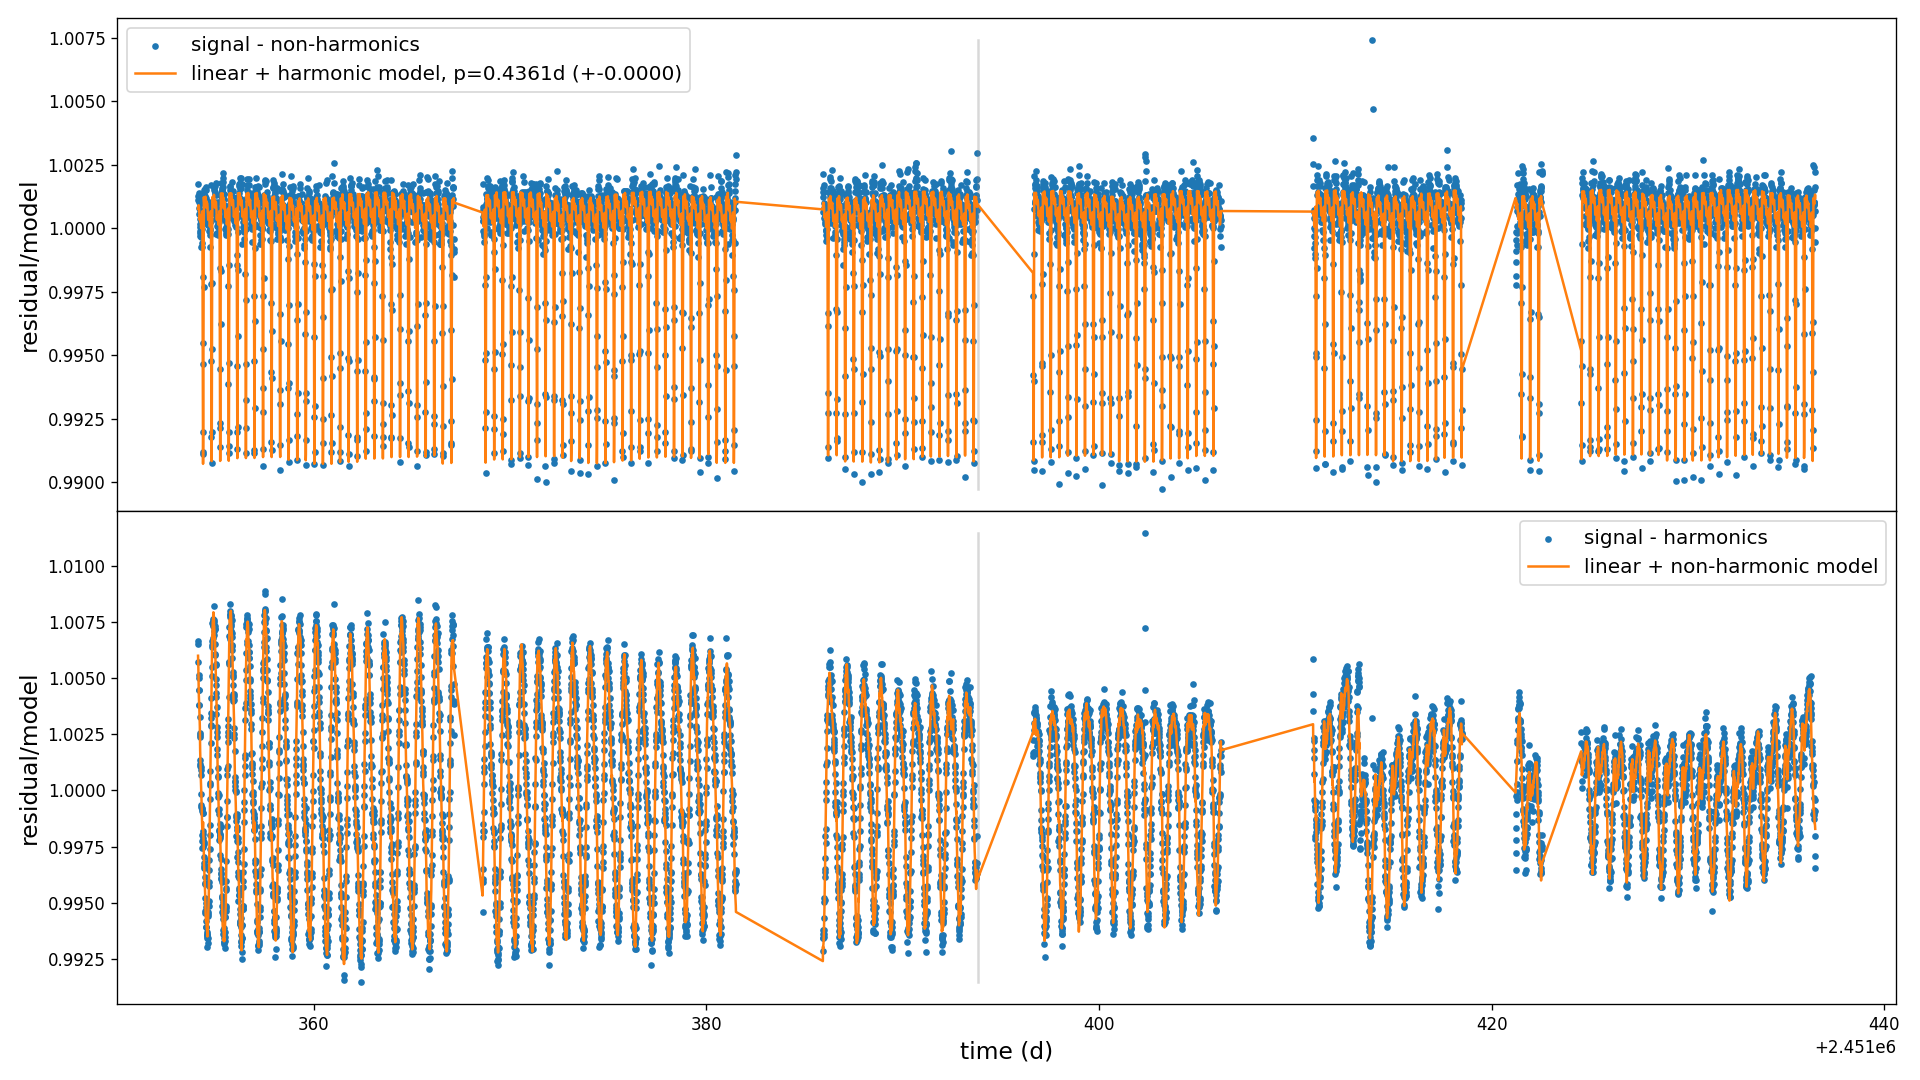 1.0075
1.0050
1.0025
1.0000
0.9975
0.9950
0.9925
0.9900
residual/model
signal - non-harmonics
linear + harmonic model, p=0.4361d (+-0.0000)
1.0100
1.0075
1.0050
1.0025
1.0000
0.9975
0.9950
0.9925
residual/model
signal - harmonics
linear + non-harmonic model
360 380 400 420 440
time (d)
+2.451e6